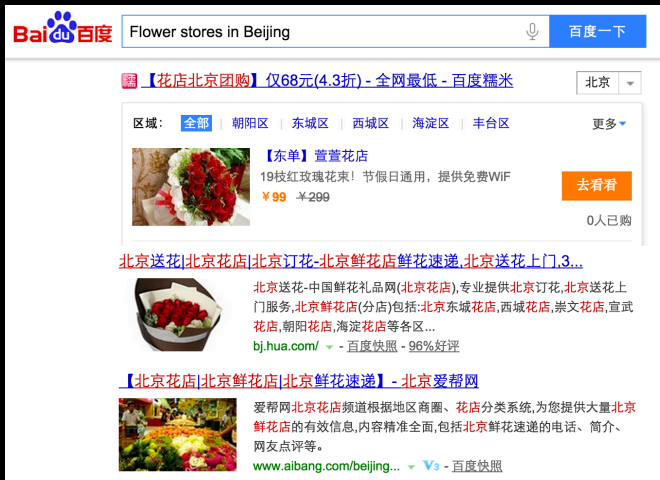 Bai du 百度
Flower stores in Beijing
百度一下
糯 【花店北京团购】仅68元(4.3折) - 全网最低 - 百度糯米
北京
区域： 全部 | 朝阳区 | 东城区 | 西城区 | 海淀区 | 丰台区 更多
【东单】萱萱花店
19枝红玫瑰花束！节假日通用，提供免费WiF
去看看
￥99 ￥299
0人已购
北京送花|北京花店|北京订花-北京鲜花店鲜花速递,北京送花上门,3...
北京送花-中国鲜花礼品网(北京花店),专业提供北京订花,北京送花上
门服务,北京鲜花店(分店)包括:北京东城花店,西城花店,崇文花店,宣武
花店,朝阳花店,海淀花店等各区...
bj.hua.com/ - 百度快照 - 96%好评
【北京花店|北京鲜花店|北京鲜花速递】- 北京爱帮网
爱帮网北京花店频道根据地区商圈、花店分类系统,为您提供大量北京
鲜花店的有效信息,内容精准全面,包括北京鲜花速递的电话、简介、
网友点评等。
www.aibang.com/beijing... V3 - 百度快照